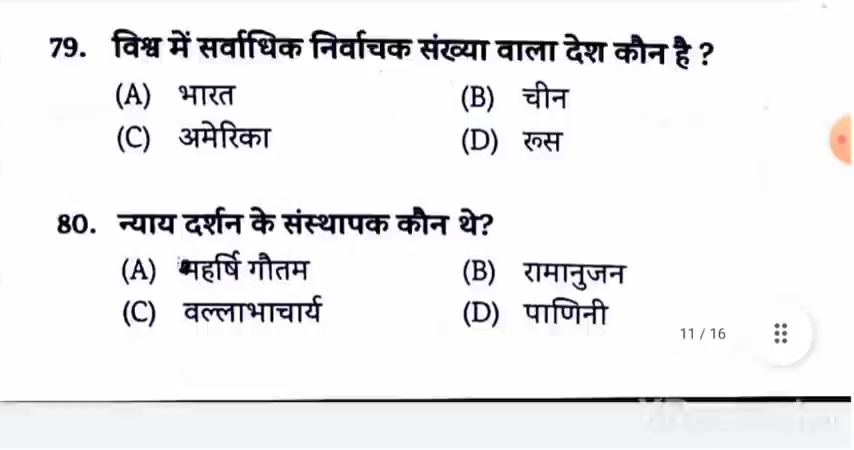 79. विश्व में सर्वाधिक निर्वाचक संख्या वाला देश कौन है ?
(A) भारत (B) चीन
(C) अमेरिका (D) रूस
80. न्याय दर्शन के संस्थापक कौन थे?
(A) महर्षि गौतम (B) रामानुजन
(C) वल्लाभाचार्य (D) पाणिनी
11 / 16